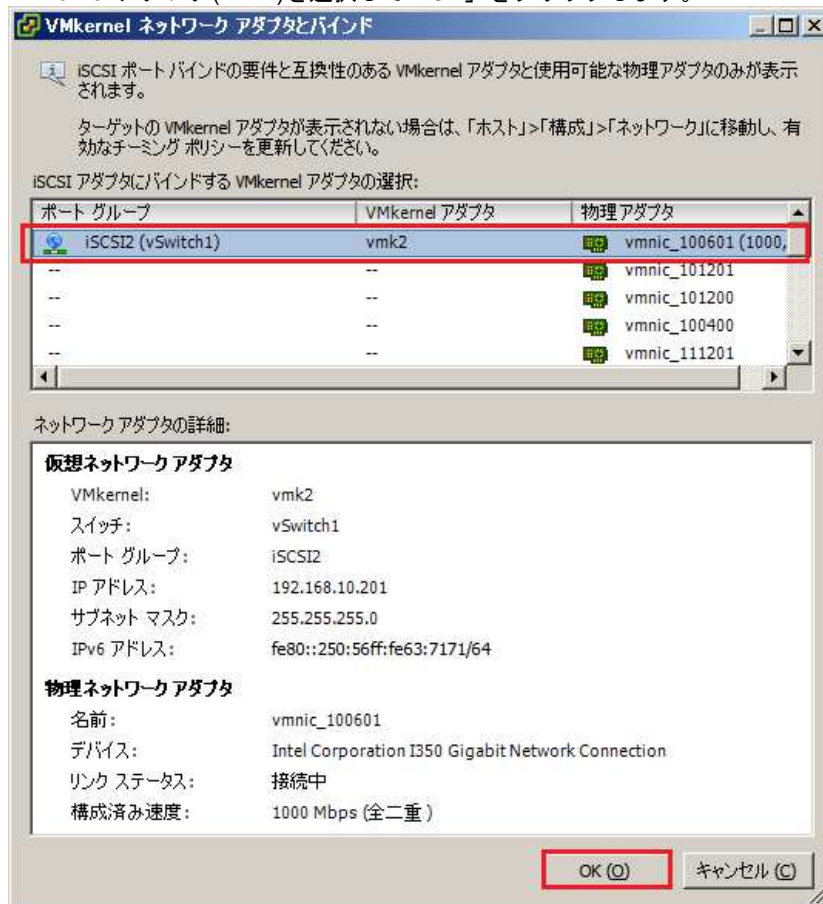 VMkernel ネットワーク アダプタとバインド
iSCSI ポート バインドの要件と互換性のある VMkernel アダプタと使用可能な物理アダプタのみが表示
されます。
ターゲットの VMkernel アダプタが表示されない場合は、「ホスト」>「構成」>「ネットワーク」に移動し、有
効なチーミング ポリシーを更新してください。
iSCSI アダプタにバインドする VMkernel アダプタの選択:
ポート グループ VMkernel アダプタ 物理アダプタ
iSCSI2 (vSwitch1) vmk2 vmnic_100601 (1000,
-- -- vmnic_101201
-- -- vmnic_101200
-- -- vmnic_100400
-- -- vmnic_111201
ネットワーク アダプタの詳細:
仮想ネットワーク アダプタ
VMkernel: vmk2
スイッチ: vSwitch1
ポート グループ: iSCSI2
IP アドレス: 192.168.10.201
サブネット マスク: 255.255.255.0
IPv6 アドレス: fe80::250:56ff:fe63:7171/64
物理ネットワーク アダプタ
名前: vmnic_100601
デバイス: Intel Corporation I350 Gigabit Network Connection
リンク ステータス: 接続中
構成済み速度: 1000 Mbps (全二重 )
OK (O) キャンセル (C)